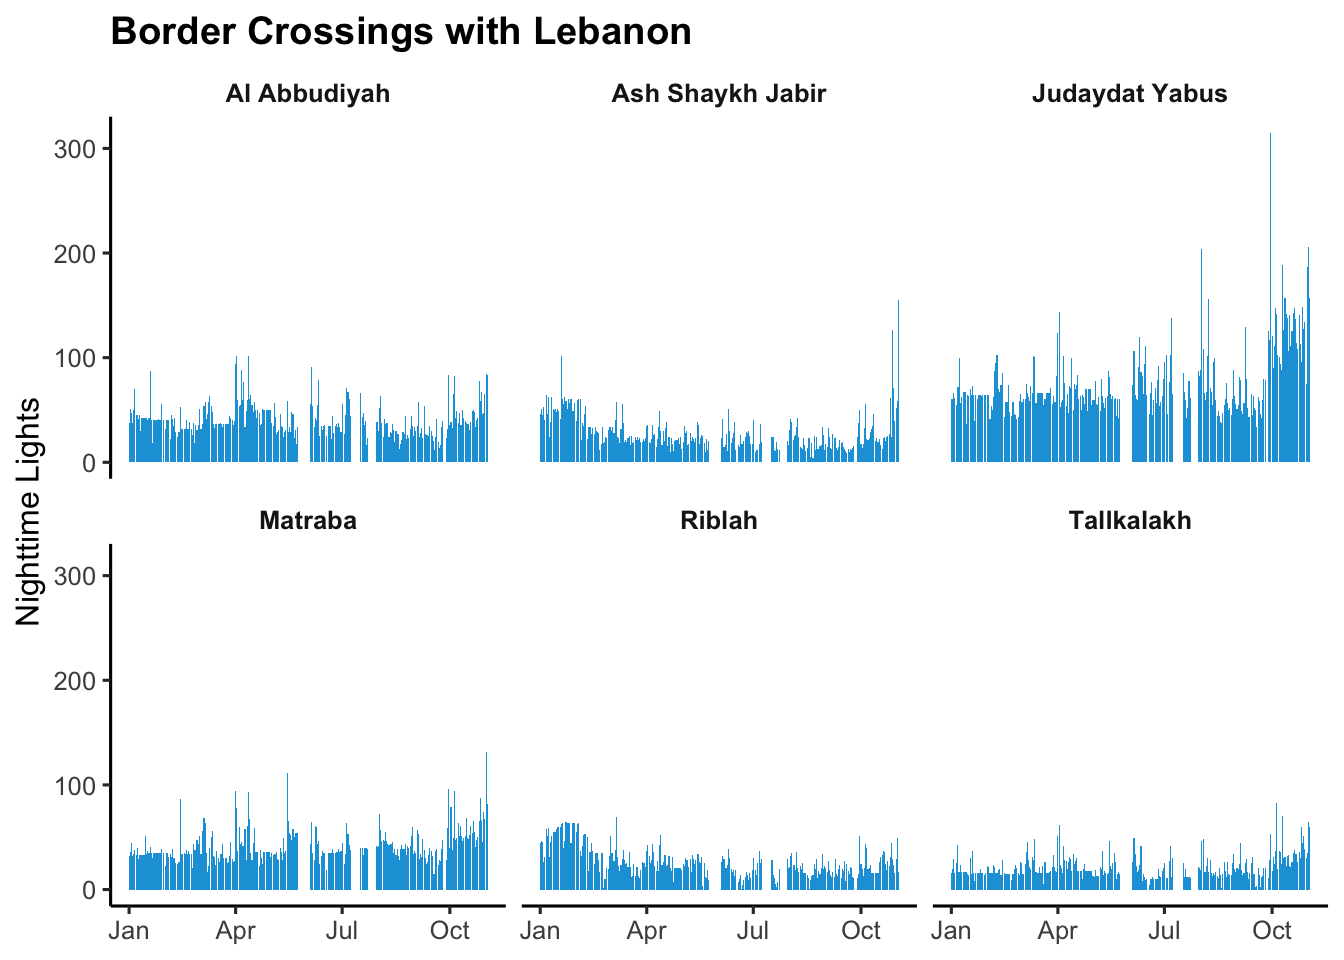 Border Crossings with Lebanon
Al Abbudiyah
Ash Shaykh Jabir
Judaydat Yabus
300
200
100
0
Nighttime Lights
Matraba
Riblah
Tallkalakh
300
200
100
0
Jan Apr Jul Oct
Jan Apr Jul Oct
Jan Apr Jul Oct